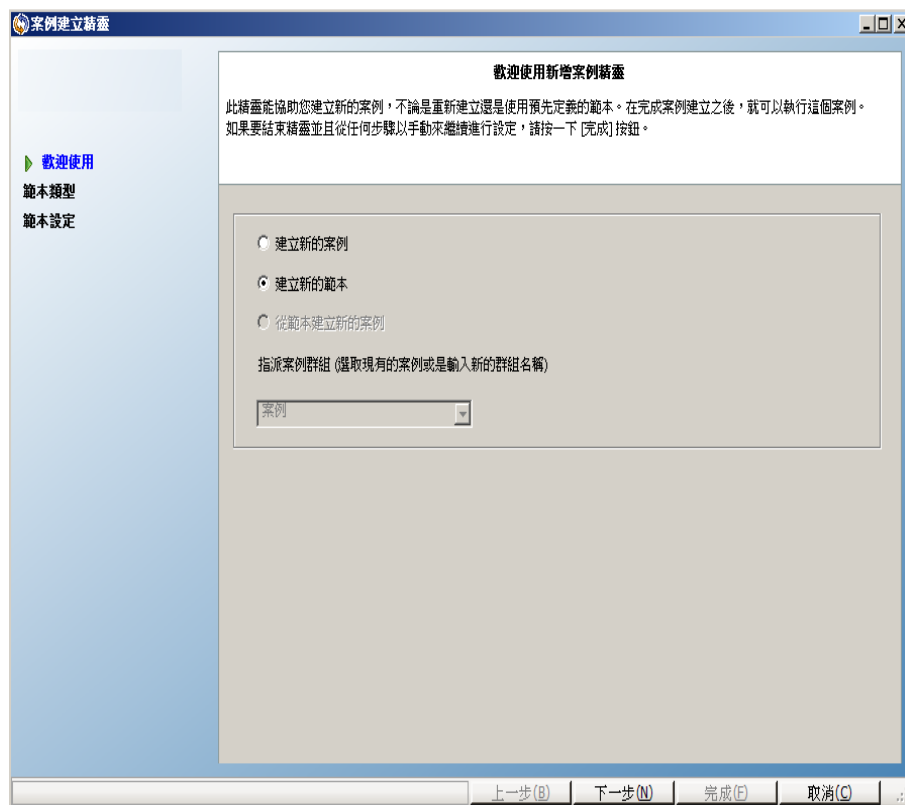 案例建立精靈
歡迎使用新增案例精靈
此精靈能協助您建立新的案例，不論是重新建立還是使用預先定義的範本。在完成案例建立之後，就可以執行這個案例。
如果要結束精靈並且從任何步驟以手動來繼續進行設定，請按一下 [完成] 按鈕。
歡迎使用
範本類型
範本設定
建立新的案例
建立新的範本
從範本建立新的案例
指派案例群組 (選取現有的案例或是輸入新的群組名稱)
案例
上一步(B) 下一步(N) 完成(F) 取消(C)